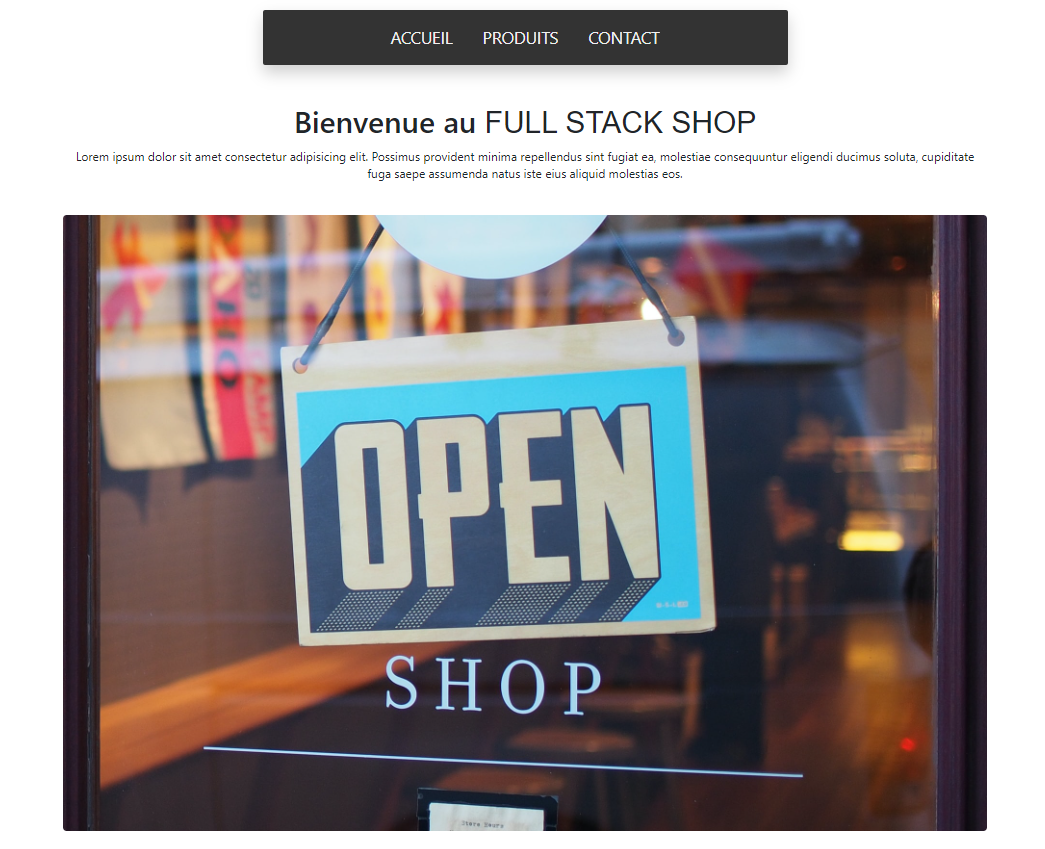 ACCUEIL PRODUITS CONTACT
Bienvenue au FULL STACK SHOP
Lorem ipsum dolor sit amet consectetur adipisicing elit. Possimus provident minima repellendus sint fugiat ea, molestiae consequuntur eligendi ducimus soluta, cupiditate
fuga saepe assumenda natus iste eius aliquid molestias eos.
OPEN
SHOP
Store Hours